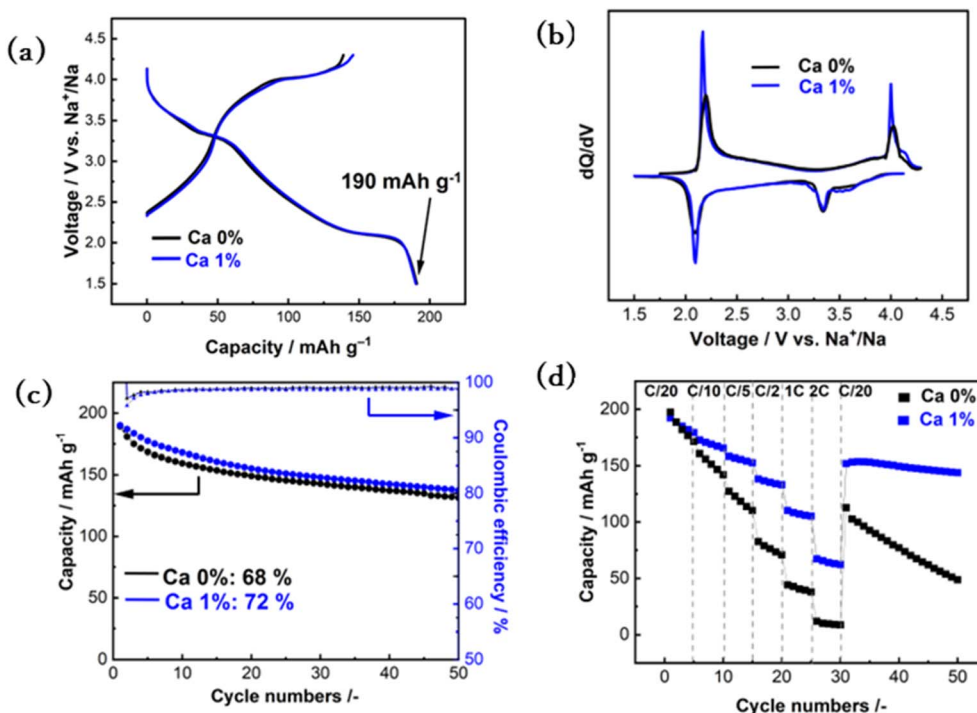 (a)
4.5
4.0
3.5
3.0
2.5
2.0
1.5
Voltage / V vs. Na⁺/Na
190 mAh g⁻¹
Ca 0%
Ca 1%
0 50 100 150 200
Capacity / mAh g⁻¹
(b)
Ca 0%
Ca 1%
dQ/dV
1.5 2.0 2.5 3.0 3.5 4.0 4.5
Voltage / V vs. Na⁺/Na
(c)
200
150
100
50
0
Capacity / mAh g⁻¹
Ca 0%: 68 %
Ca 1%: 72 %
100
90
80
70
60
50
Coulombic efficiency / %
0 10 20 30 40 50
Cycle numbers /-
(d)
C/20 C/10 C/5 C/2 1C 2C C/20
Ca 0%
Ca 1%
200
150
100
50
0
Capacity / mAh g⁻¹
0 10 20 30 40 50
Cycle numbers /-